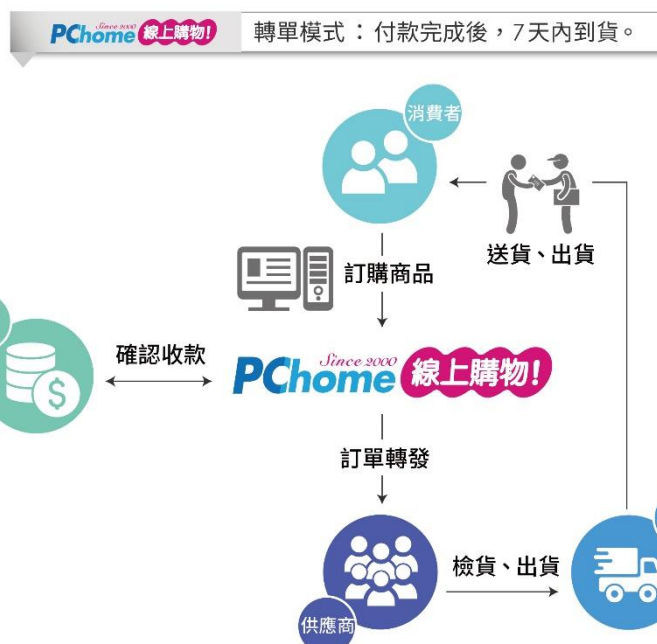 PChome Since 2000 線上購物! 轉單模式：付款完成後，7天內到貨。
消費者
送貨、出貨
訂購商品
確認收款
PChome Since 2000 線上購物!
訂單轉發
檢貨、出貨
供應商